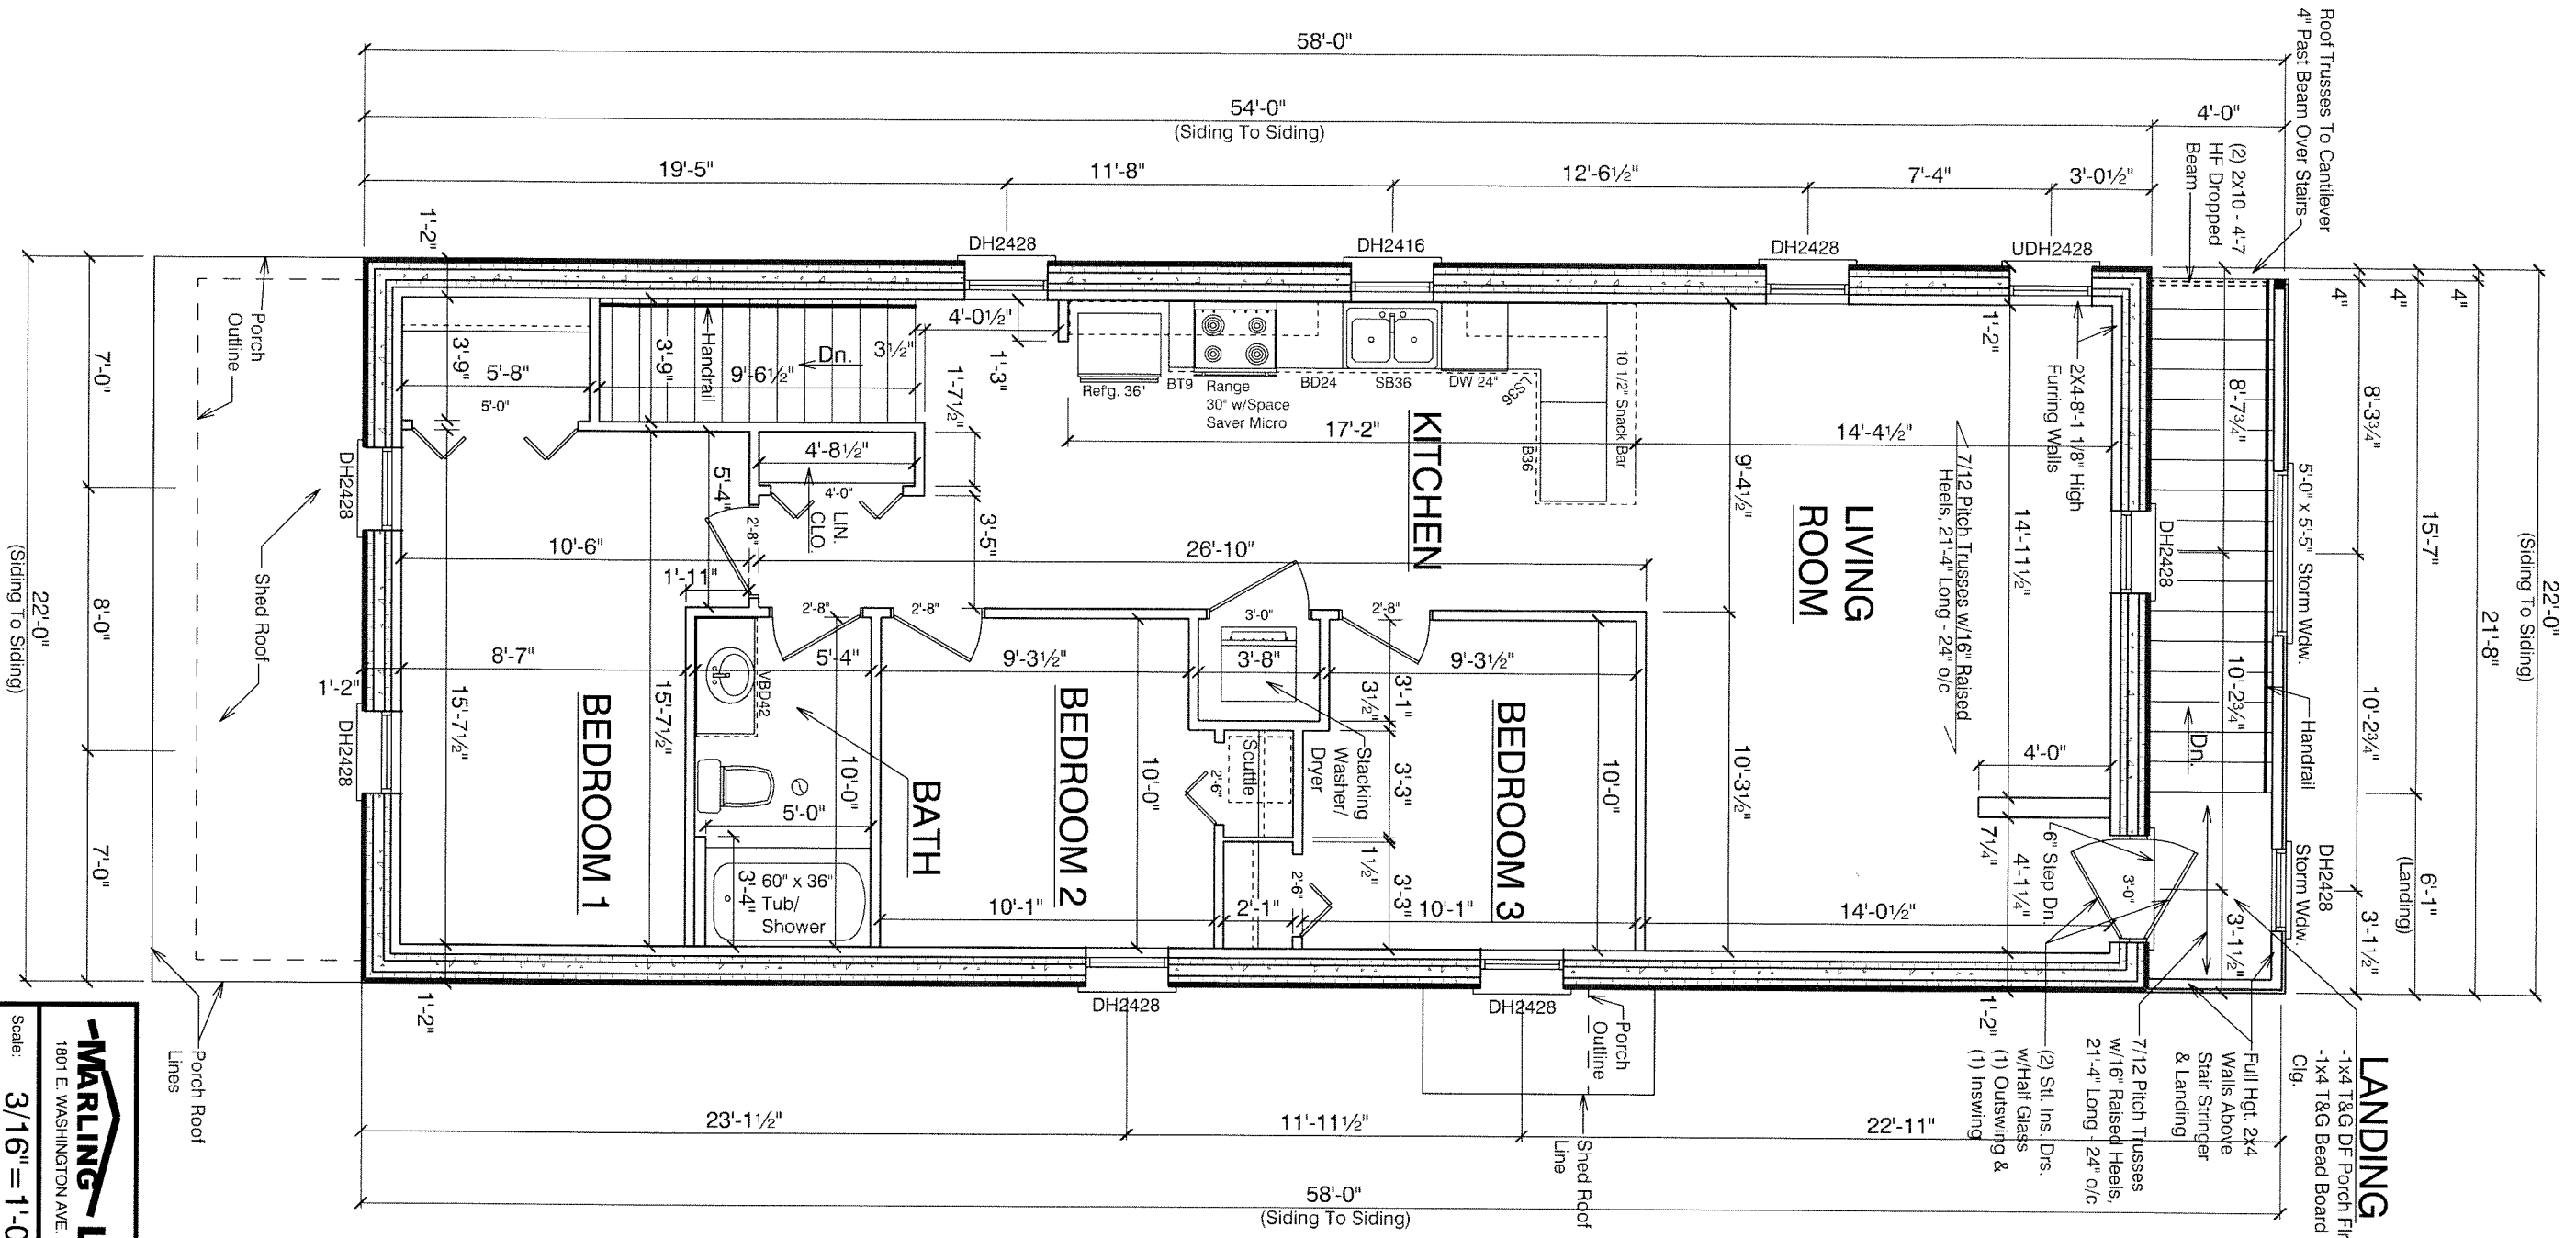 Roof Trusses To Cantilever
4" Past Beam Over Stairs
58'-0"
54'-0"
(Siding To Siding)
4'-0"
(2) 2x10 - 4'-7
HF Dropped
Beam
19'-5"
11'-8"
12'-6½"
7'-4"
3'-0½"
DH2428
DH2416
DH2428
UDH2428
1'-2"
4"
4"
4"
22'-0"
(Siding To Siding)
21'-8"
15'-7"
6'-1"
(Landing)
8'-3¾"
10'-2¾"
3'-11½"
5'-0" x 5'-5" Storm Wdw.
Handrail
DH2428
Storm Wdw.
8'-7¾"
10'-2¾"
Dn.
3'-11½"
2X4-8'-1 1/8" High
Furring Walls
1'-2"
14'-11½"
DH2428
7/12 Pitch Trusses w/16" Raised
Heels, 21'-4" Long - 24" o/c
LIVING
ROOM
4'-0"
7¼"
4'-1¼"
6" Step Dn.
3'-0"
1'-2"
14'-4½"
9'-4½"
10'-3½"
14'-0½"
KITCHEN
17'-2"
10 1/2" Snack Bar
B36
LS36
DW 24"
SB36
BD24
Range
30" w/Space
Saver Micro
BT9
Refg. 36"
4'-0½"
1'-3"
3½"
1'-7½"
Dn.
9'-6½"
Handrail
3'-9"
3'-9"
5'-8"
5'-0"
4'-8½"
4'-0"
LIN.
CLO.
5'-4"
2'-8"
3'-5"
10'-6"
26'-10"
1'-11"
2'-8"
2'-8"
3'-0"
2'-8"
8'-7"
5'-4"
9'-3½"
3'-8"
9'-3½"
VBD42
3'-1"
3½"
15'-7½"
15'-7½"
BEDROOM 1
BATH
10'-0"
5'-0"
3'-4"
60" x 36"
Tub/
Shower
BEDROOM 2
10'-0"
10'-1"
Scuttle
2'-6"
Stacking
Washer/
Dryer
3'-3"
1½"
3'-3"
2'-6"
2'-1"
BEDROOM 3
10'-0"
10'-1"
Porch
Outline
Shed Roof
DH2428
DH2428
1'-2"
7'-0"
8'-0"
7'-0"
22'-0"
(Siding To Siding)
1'-2"
Porch Roof
Lines
DH2428
DH2428
Porch
Outline
Shed Roof
Line
23'-1½"
11'-11½"
22'-11"
58'-0"
(Siding To Siding)
LANDING
-1x4 T&G DF Porch Flr
-1x4 T&G Bead Board
Clg.
Full Hgt. 2x4
Walls Above
Stair Stringer
& Landing
7/12 Pitch Trusses
w/16" Raised Heels,
21'-4" Long - 24" o/c
(2) Stl. Ins. Drs.
w/Half Glass
(1) Outswing &
(1) Inswing
MARLING L
1801 E. WASHINGTON AVE.
Scale:
3/16"=1'-0